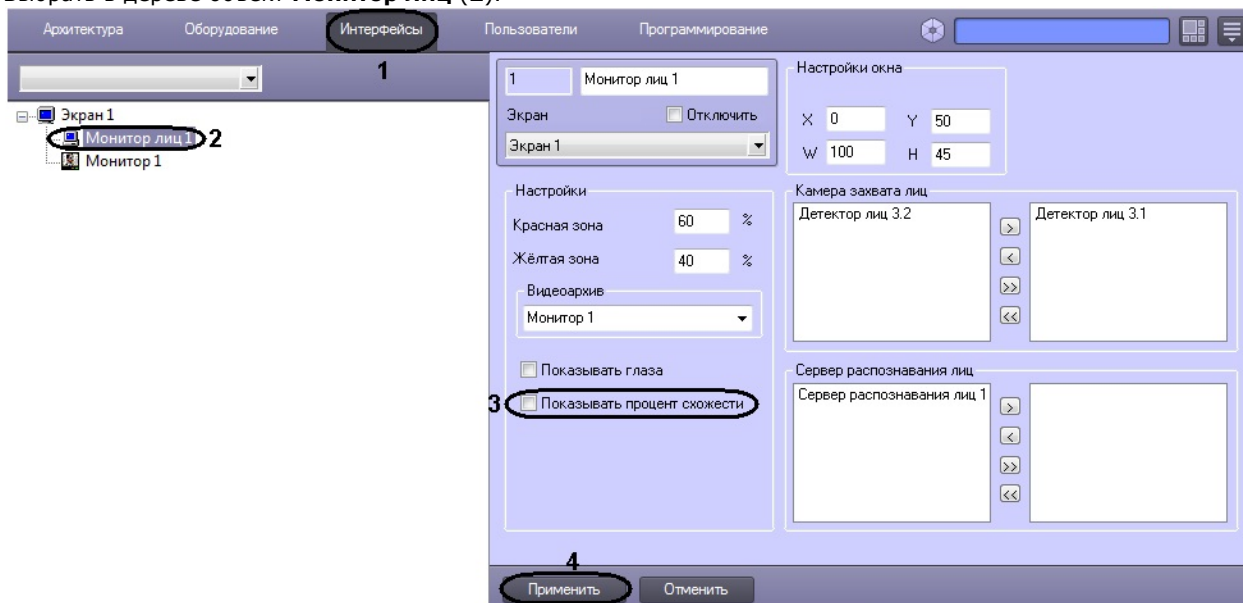 выбрать в дереве объект Монитор лиц (2).
Архитектура Оборудование Интерфейсы Пользователи Программирование
1
Экран 1
Монитор лиц 1 2
Монитор 1
1 Монитор лиц 1
Экран Отключить
Экран 1
Настройки окна
X 0 Y 50
W 100 H 45
Настройки
Красная зона 60 %
Жёлтая зона 40 %
Видеоархив
Монитор 1
Показывать глаза
3 Показывать процент схожести
Камера захвата лиц
Детектор лиц 3.2 > Детектор лиц 3.1
<
>>
<<
Сервер распознавания лиц
Сервер распознавания лиц 1 >
<
>>
<<
4
Применить Отменить